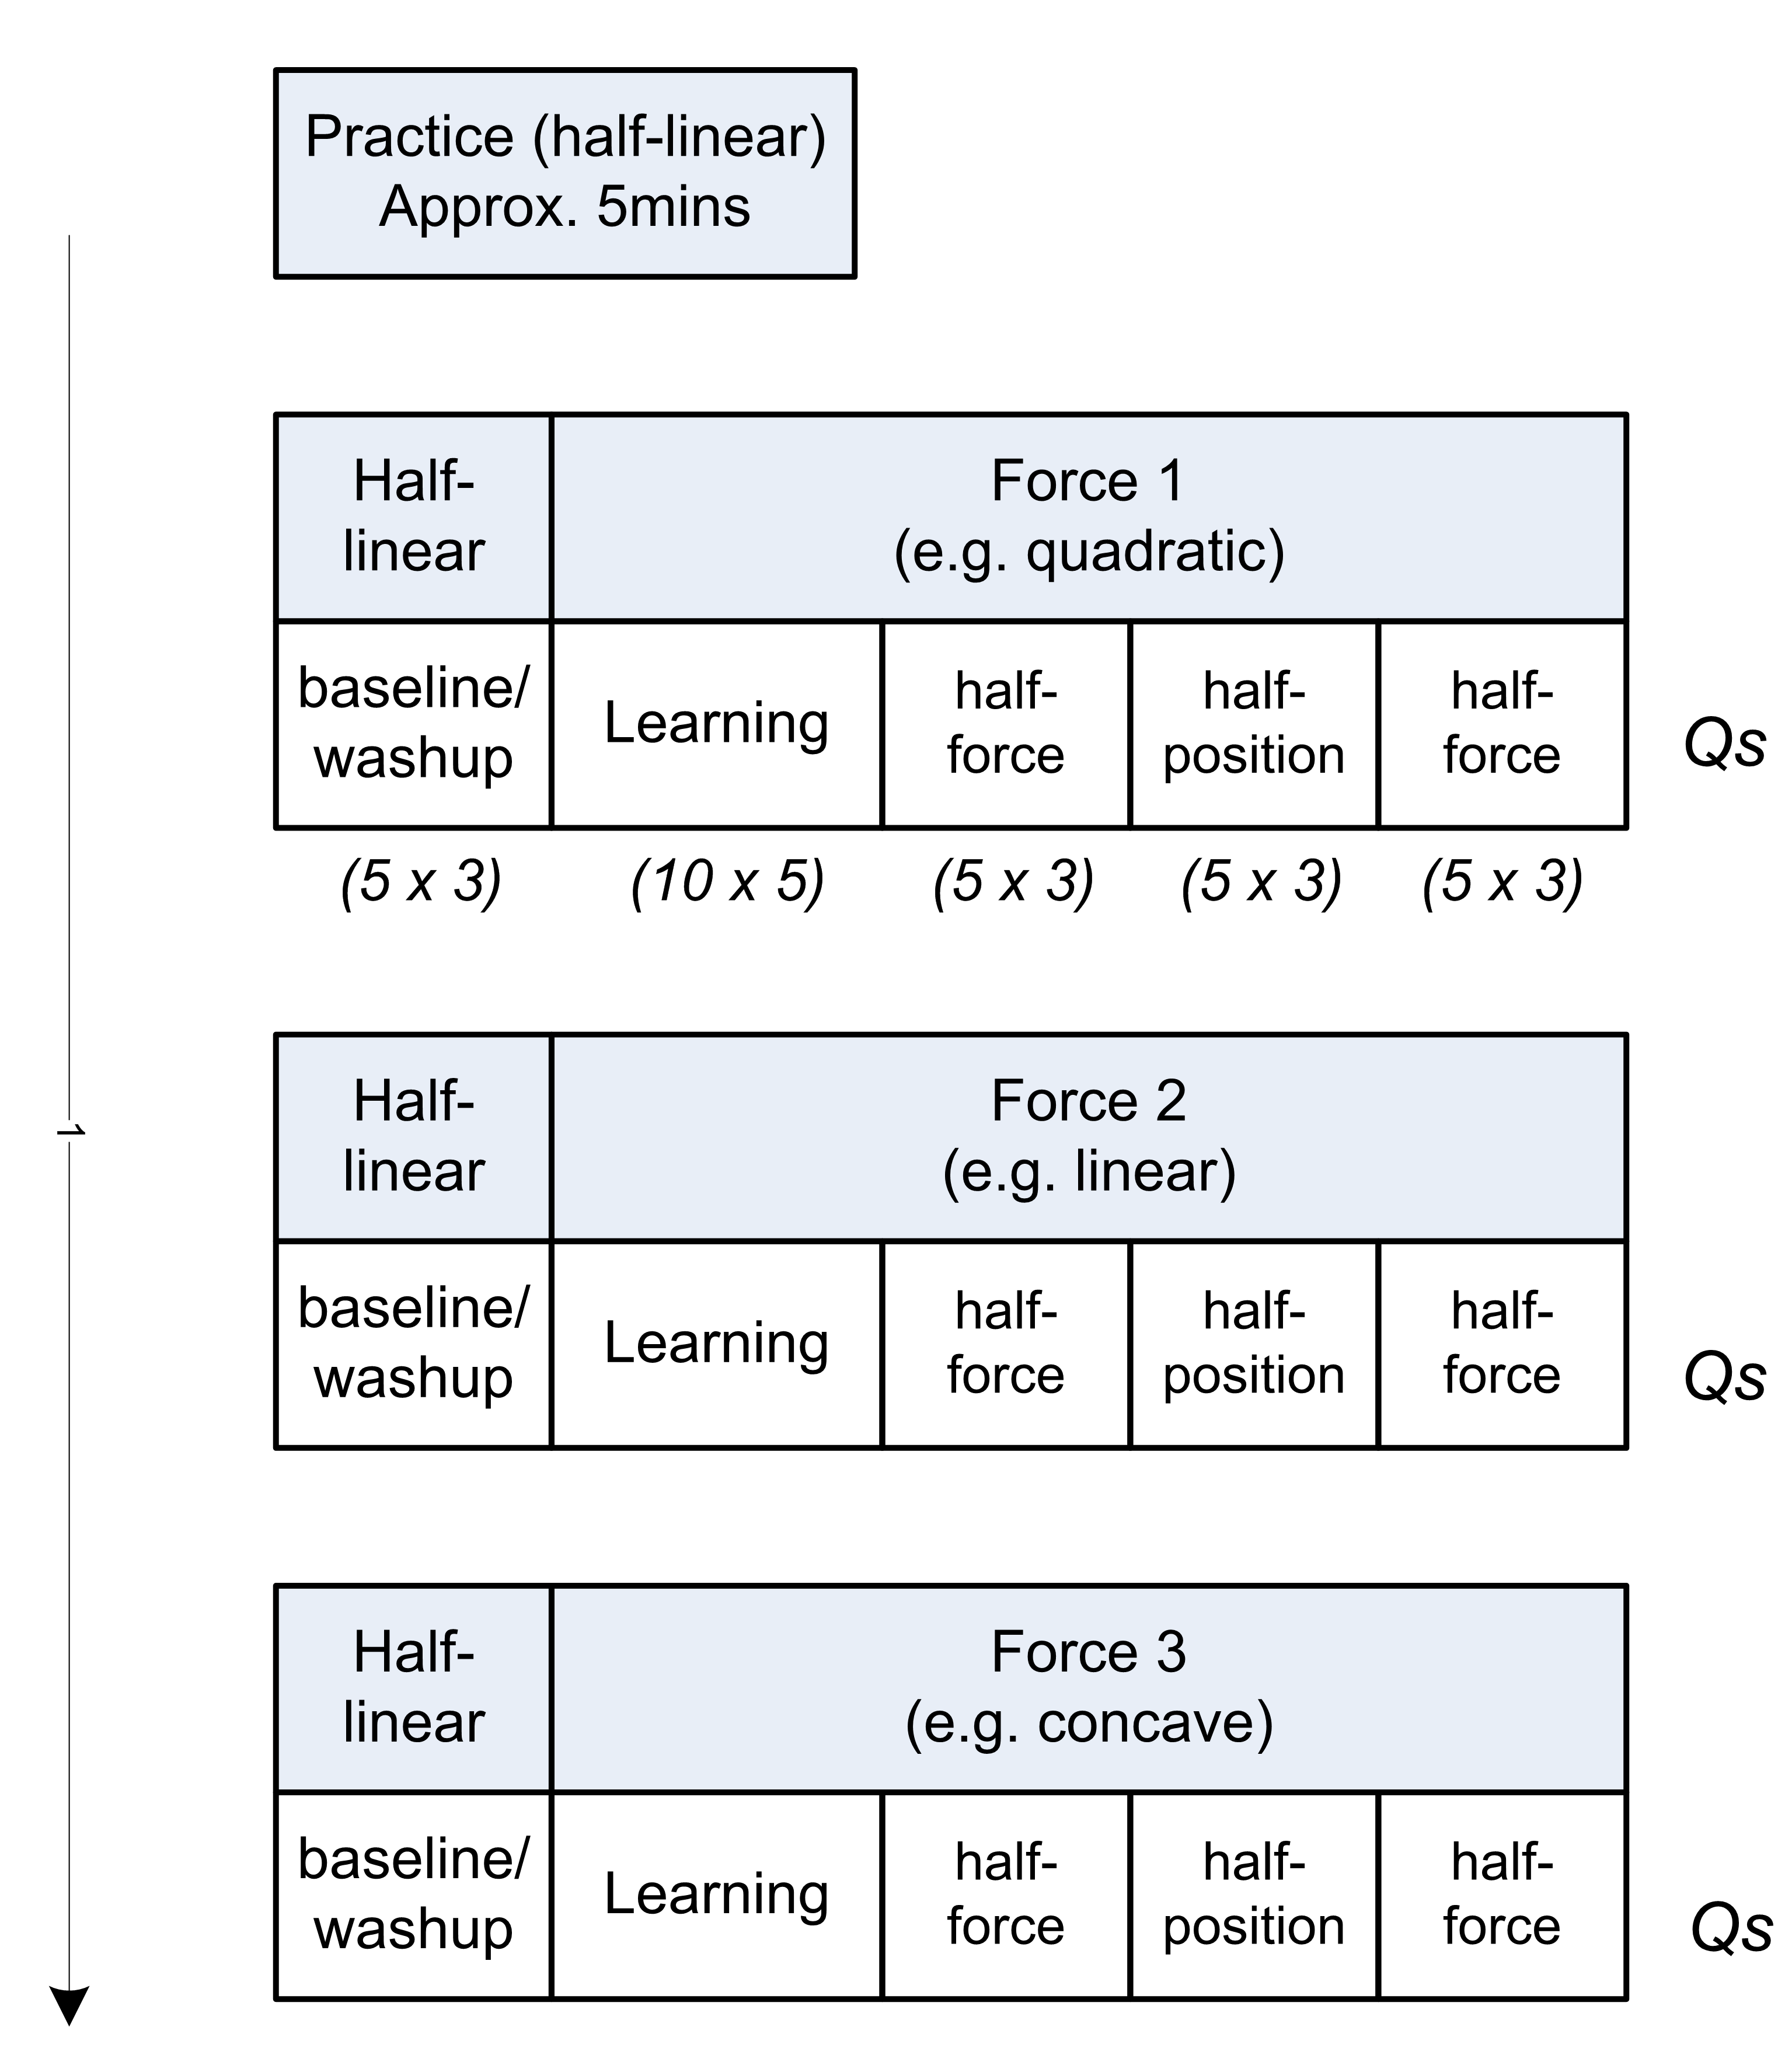 Practice (half-linear)
Approx. 5mins
Half-
linear
Force 1
(e.g. quadratic)
baseline/
washup
Learning
half-
force
half-
position
half-
force
Qs
(5 x 3)
(10 x 5)
(5 x 3)
(5 x 3)
(5 x 3)
1
Half-
linear
Force 2
(e.g. linear)
baseline/
washup
Learning
half-
force
half-
position
half-
force
Qs
Half-
linear
Force 3
(e.g. concave)
baseline/
washup
Learning
half-
force
half-
position
half-
force
Qs